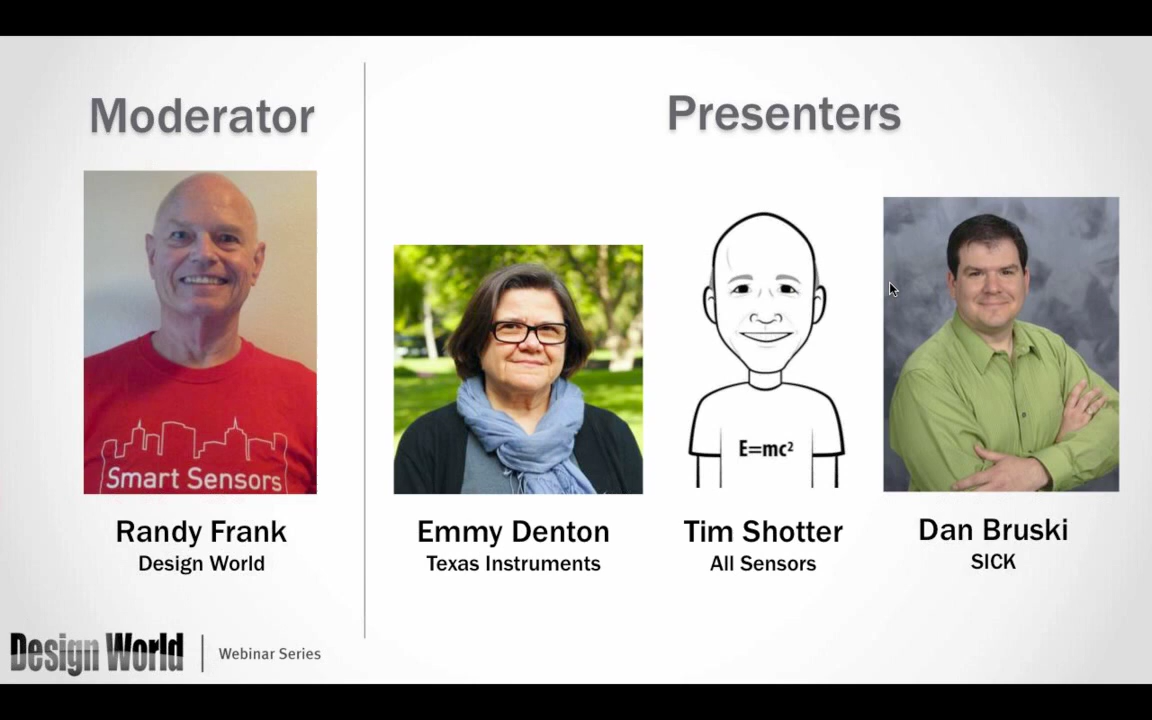 Moderator
Presenters
Smart Sensors
E=mc²
Randy Frank
Design World
Emmy Denton
Texas Instruments
Tim Shotter
All Sensors
Dan Bruski
SICK
Design World
Webinar Series